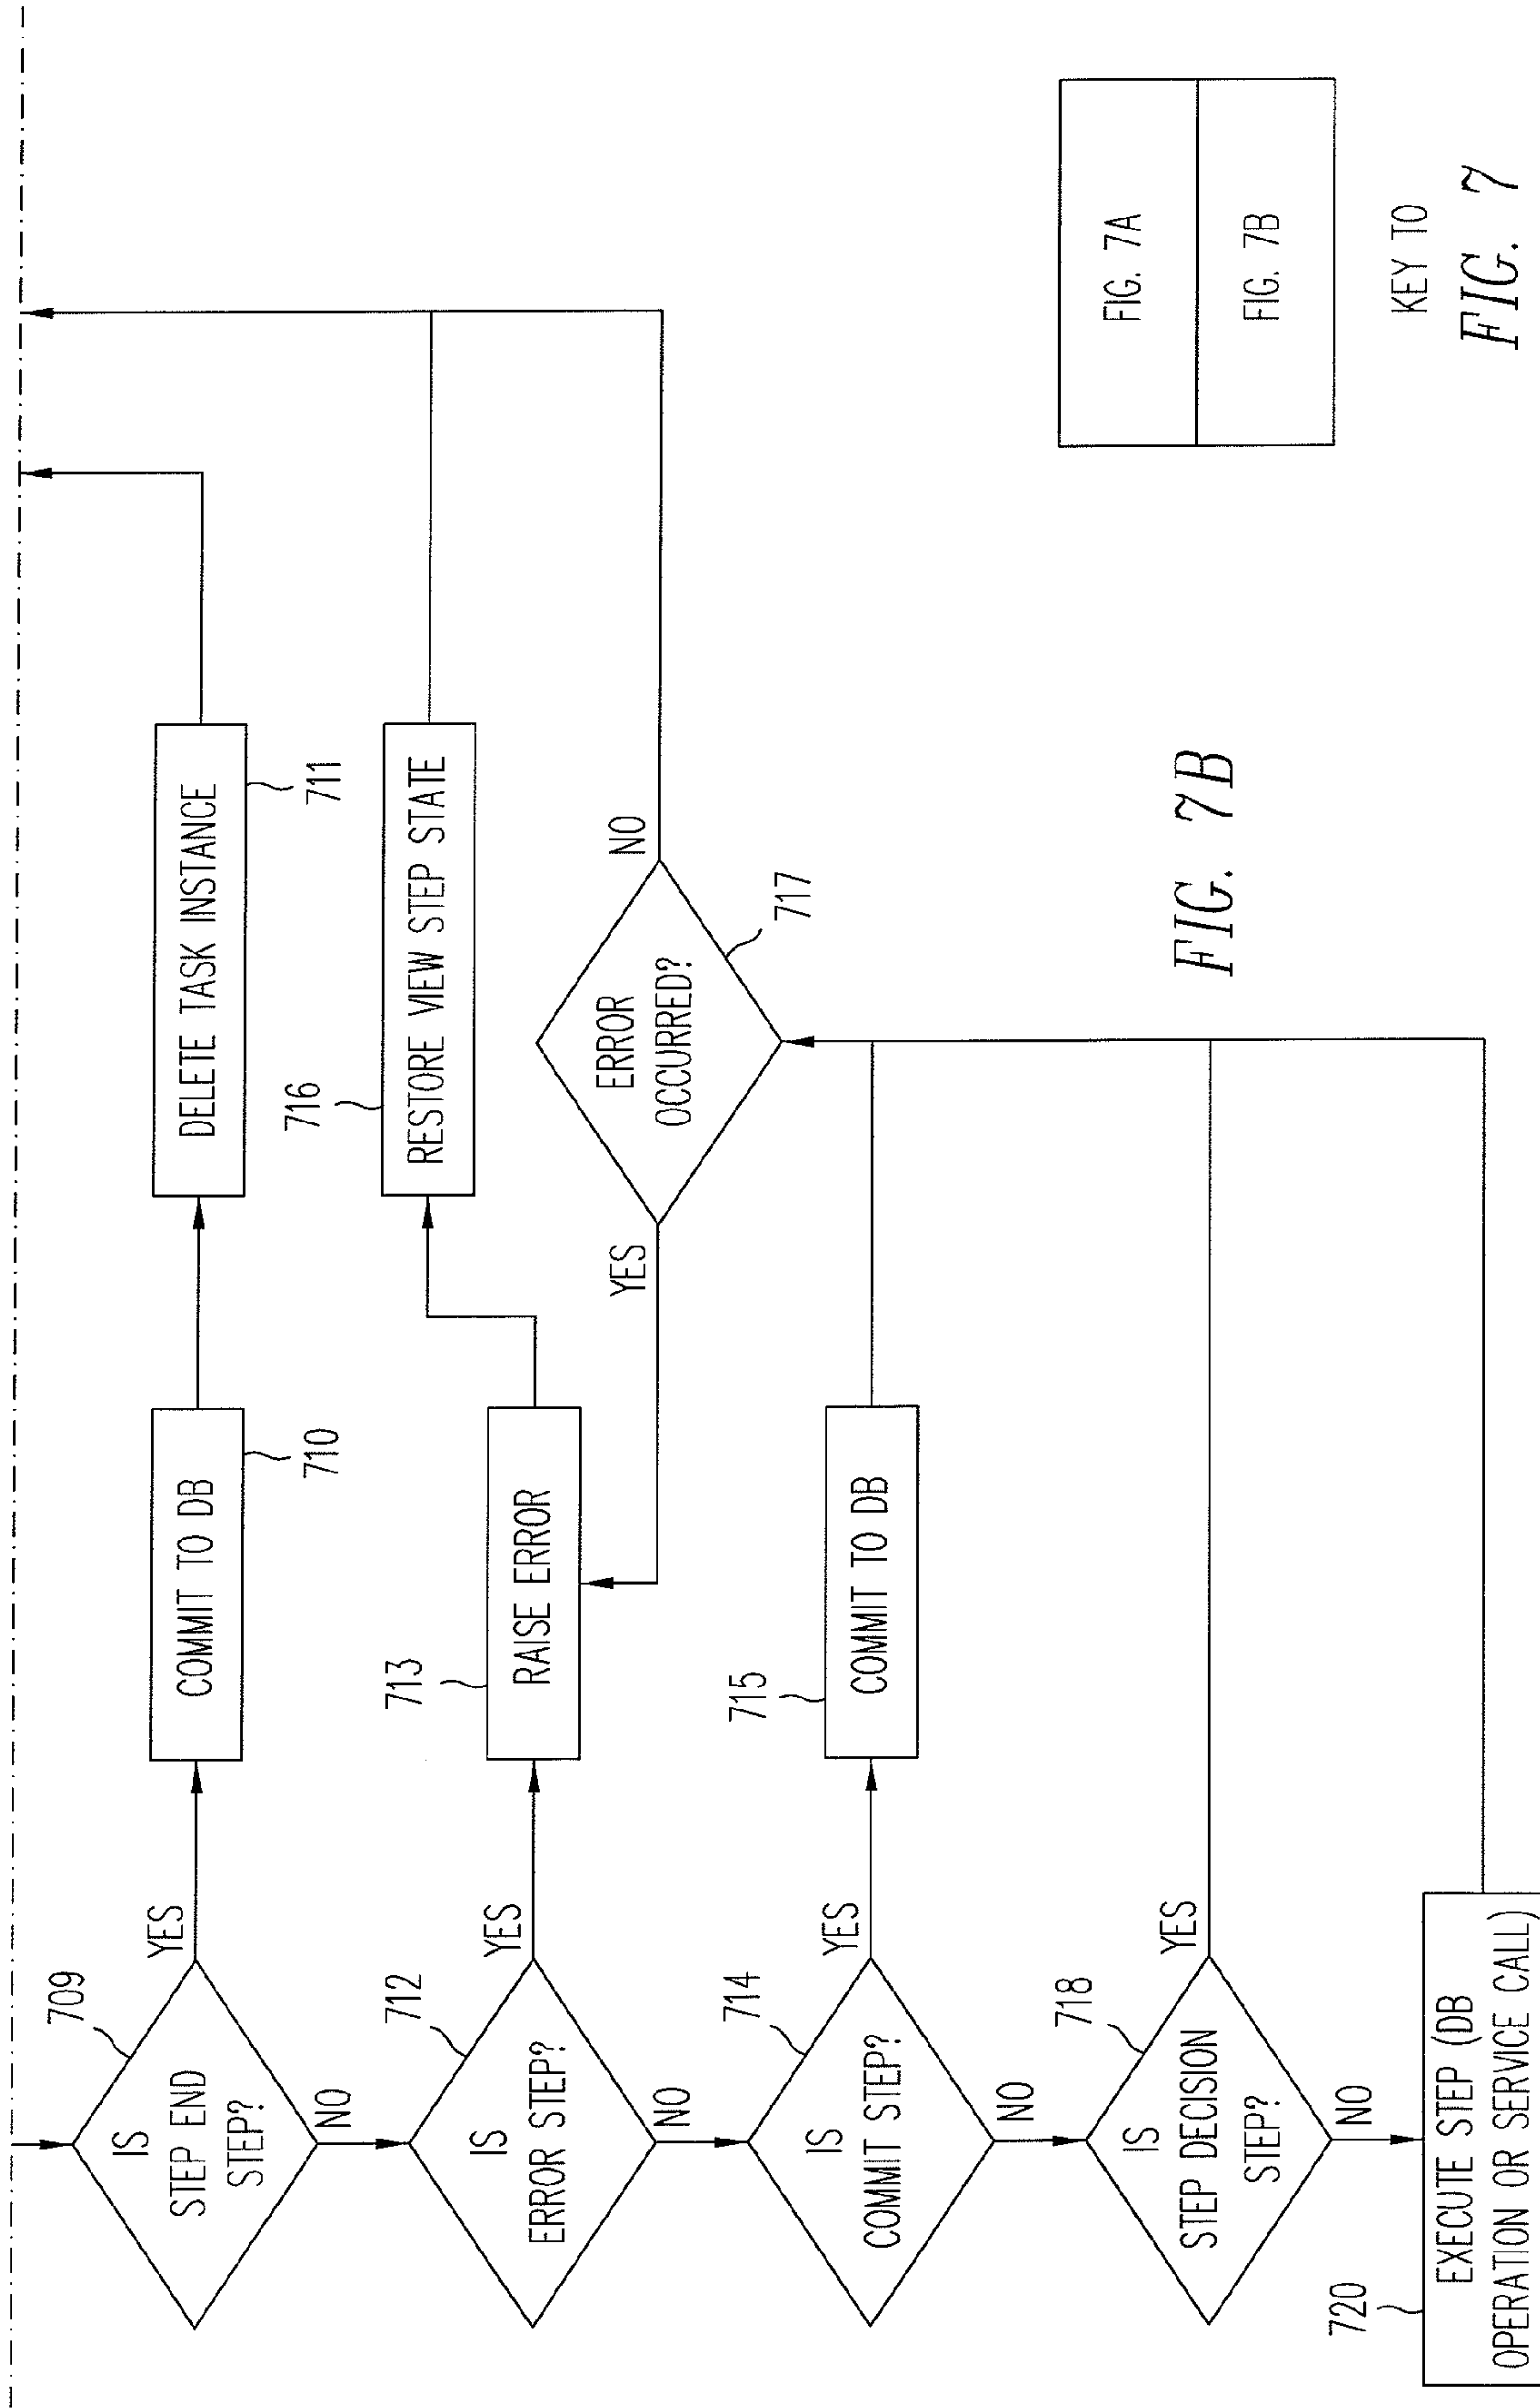 709
IS
STEP END
STEP?
YES
NO
COMMIT TO DB
710
DELETE TASK INSTANCE
711
712
IS
ERROR STEP?
YES
NO
713
RAISE ERROR
716
RESTORE VIEW STEP STATE
ERROR
OCCURRED?
YES
NO
717
714
IS
COMMIT STEP?
YES
NO
715
COMMIT TO DB
718
IS
STEP DECISION
STEP?
YES
NO
720
EXECUTE STEP (DB
OPERATION OR SERVICE CALL)
FIG. 7B
FIG. 7A
FIG. 7B
KEY TO
FIG. 7